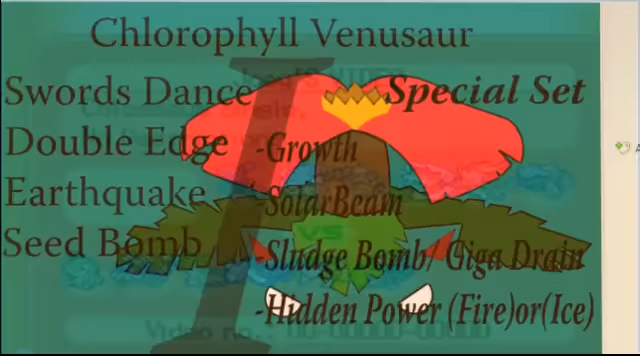 Chlorophyll Venusaur
Swords Dance
Double Edge
Earthquake
Seed Bomb
Special Set
-Growth
-SolarBeam
-Sludge Bomb/ Giga Drain
-Hidden Power (Fire)or(Ice)
VS